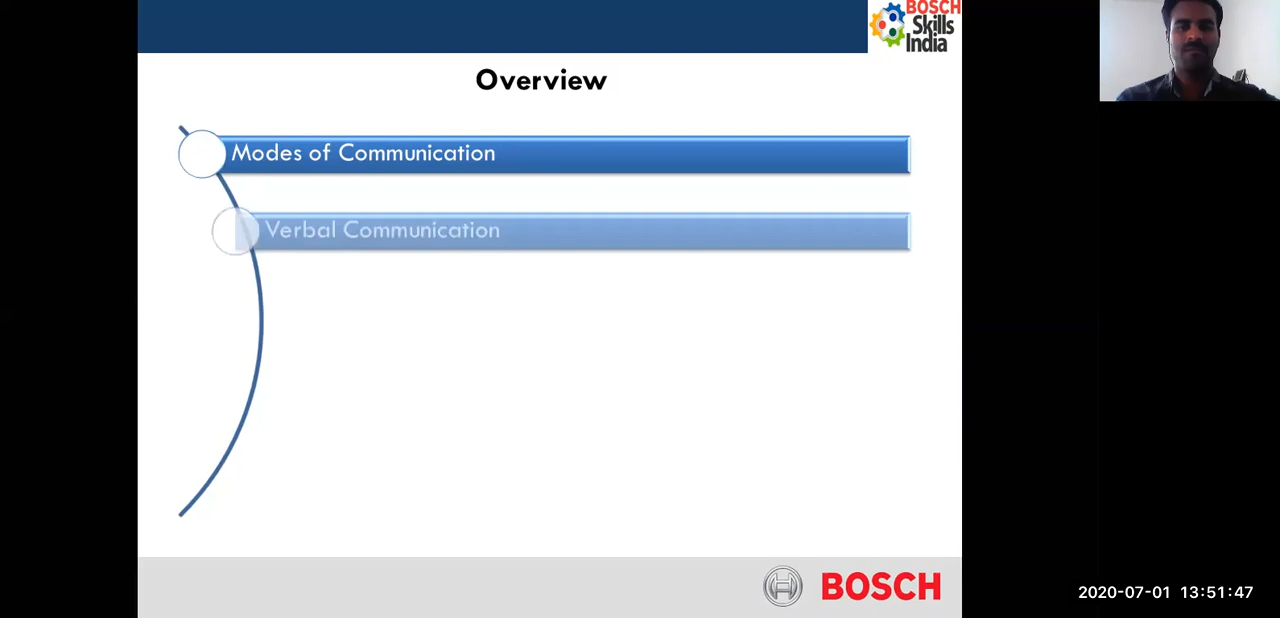 BOSCH
Skills
India
Overview
Modes of Communication
Verbal Communication
BOSCH
2020-07-01 13:51:47